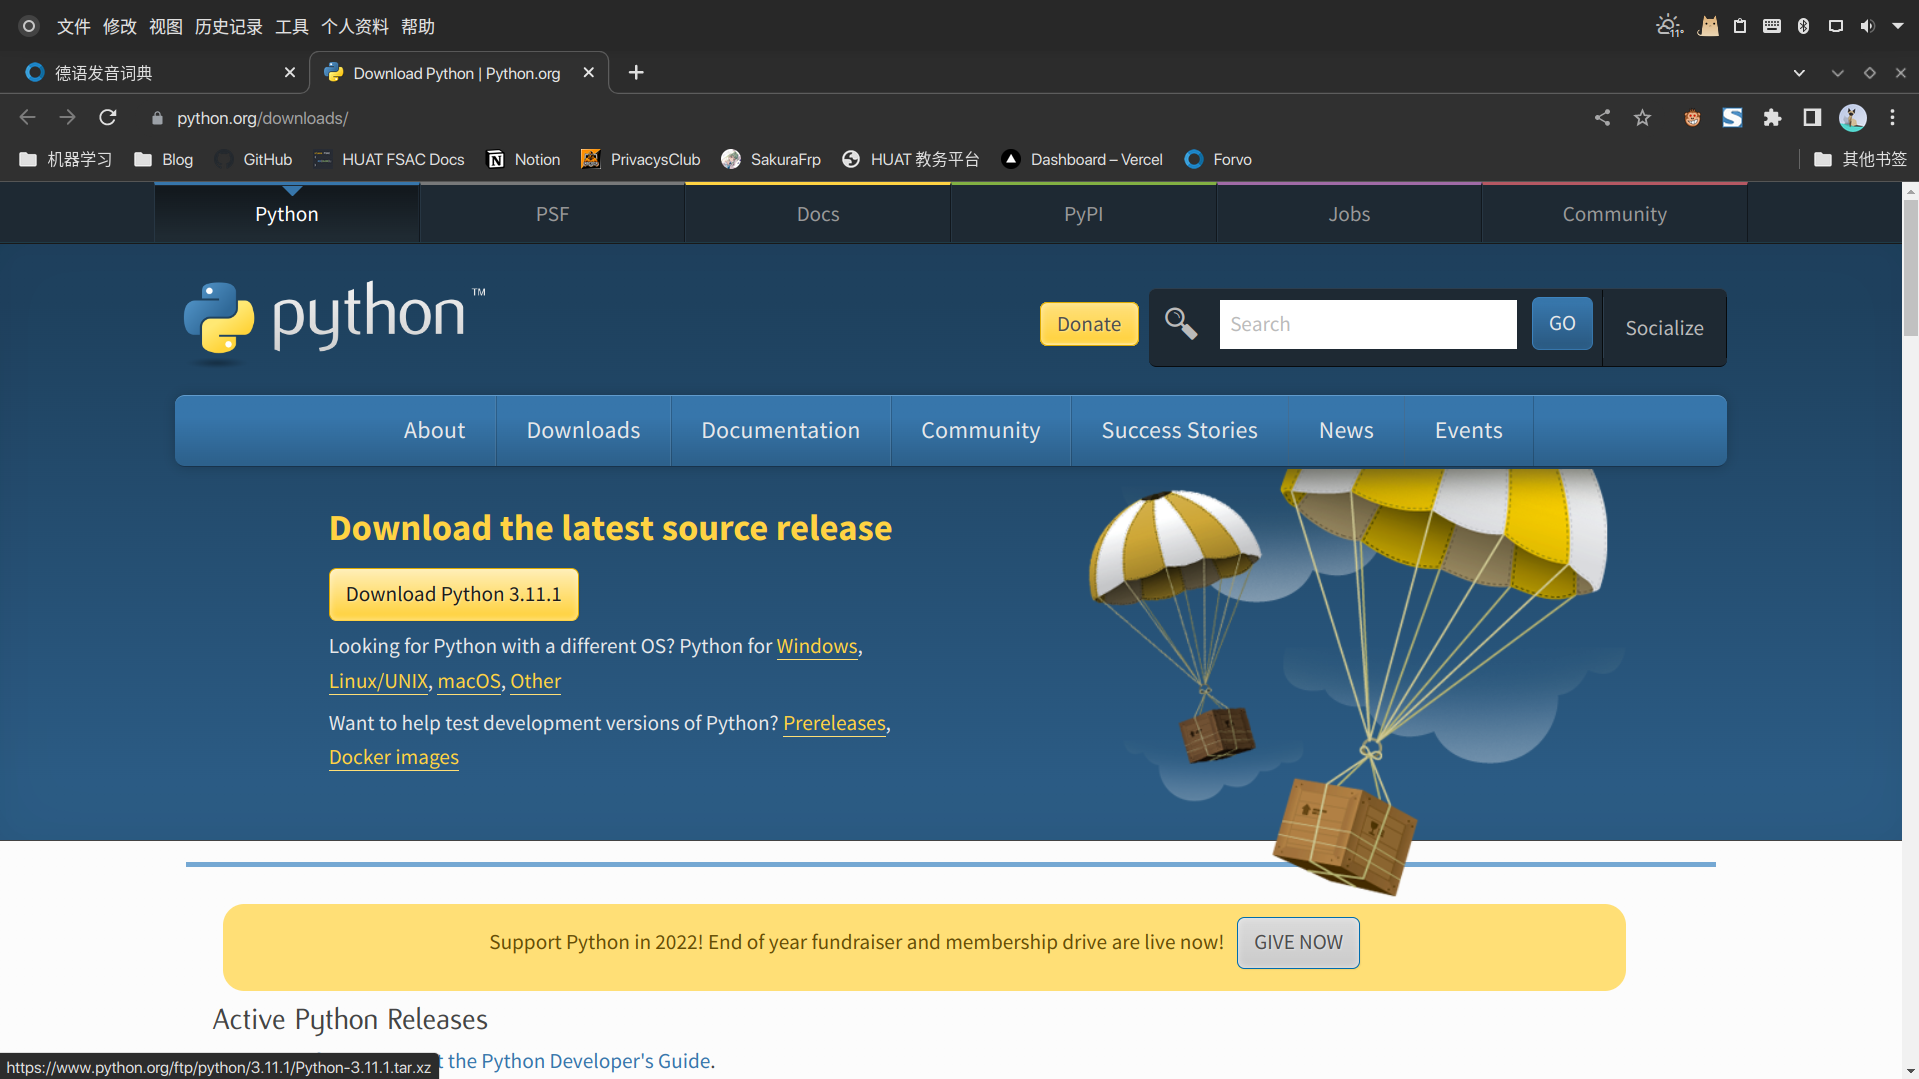 文件 修改 视图 历史记录 工具 个人资料 帮助
11°
德语发音词典
Download Python | Python.org
python.org/downloads/
机器学习 Blog GitHub HUAT FSAC Docs Notion PrivacysClub SakuraFrp HUAT 教务平台 Dashboard – Vercel Forvo 其他书签
Python PSF Docs PyPI Jobs Community
python™
Donate Search GO Socialize
About Downloads Documentation Community Success Stories News Events
Download the latest source release
Download Python 3.11.1
Looking for Python with a different OS? Python for Windows,
Linux/UNIX, macOS, Other
Want to help test development versions of Python? Prereleases,
Docker images
Support Python in 2022! End of year fundraiser and membership drive are live now! GIVE NOW
Active Python Releases
the Python Developer's Guide.
https://www.python.org/ftp/python/3.11.1/Python-3.11.1.tar.xz